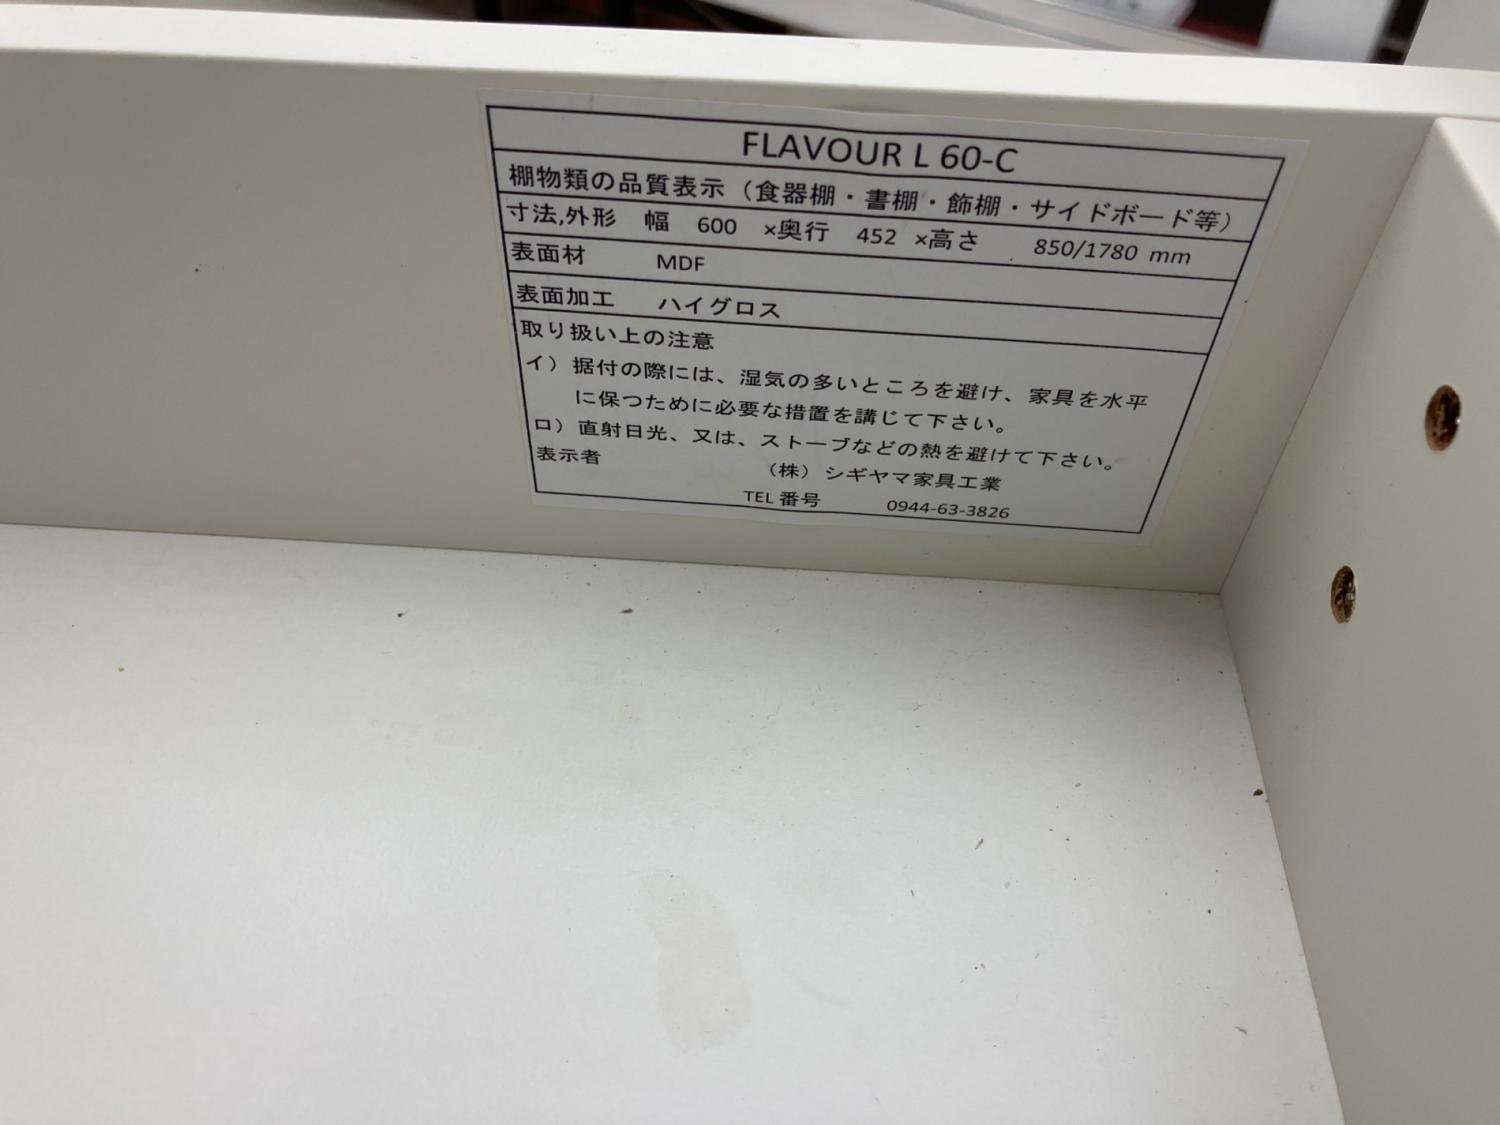 FLAVOUR L 60-C
棚物類の品質表示（食器棚・書棚・飾棚・サイドボード等）
寸法,外形 幅 600 ×奥行 452 ×高さ 850/1780 mm
表面材 MDF
表面加工 ハイグロス
取り扱い上の注意
イ）据付の際には、湿気の多いところを避け、家具を水平
に保つために必要な措置を講じて下さい。
ロ）直射日光、又は、ストーブなどの熱を避けて下さい。
表示者 （株）シギヤマ家具工業
TEL 番号 0944-63-3826